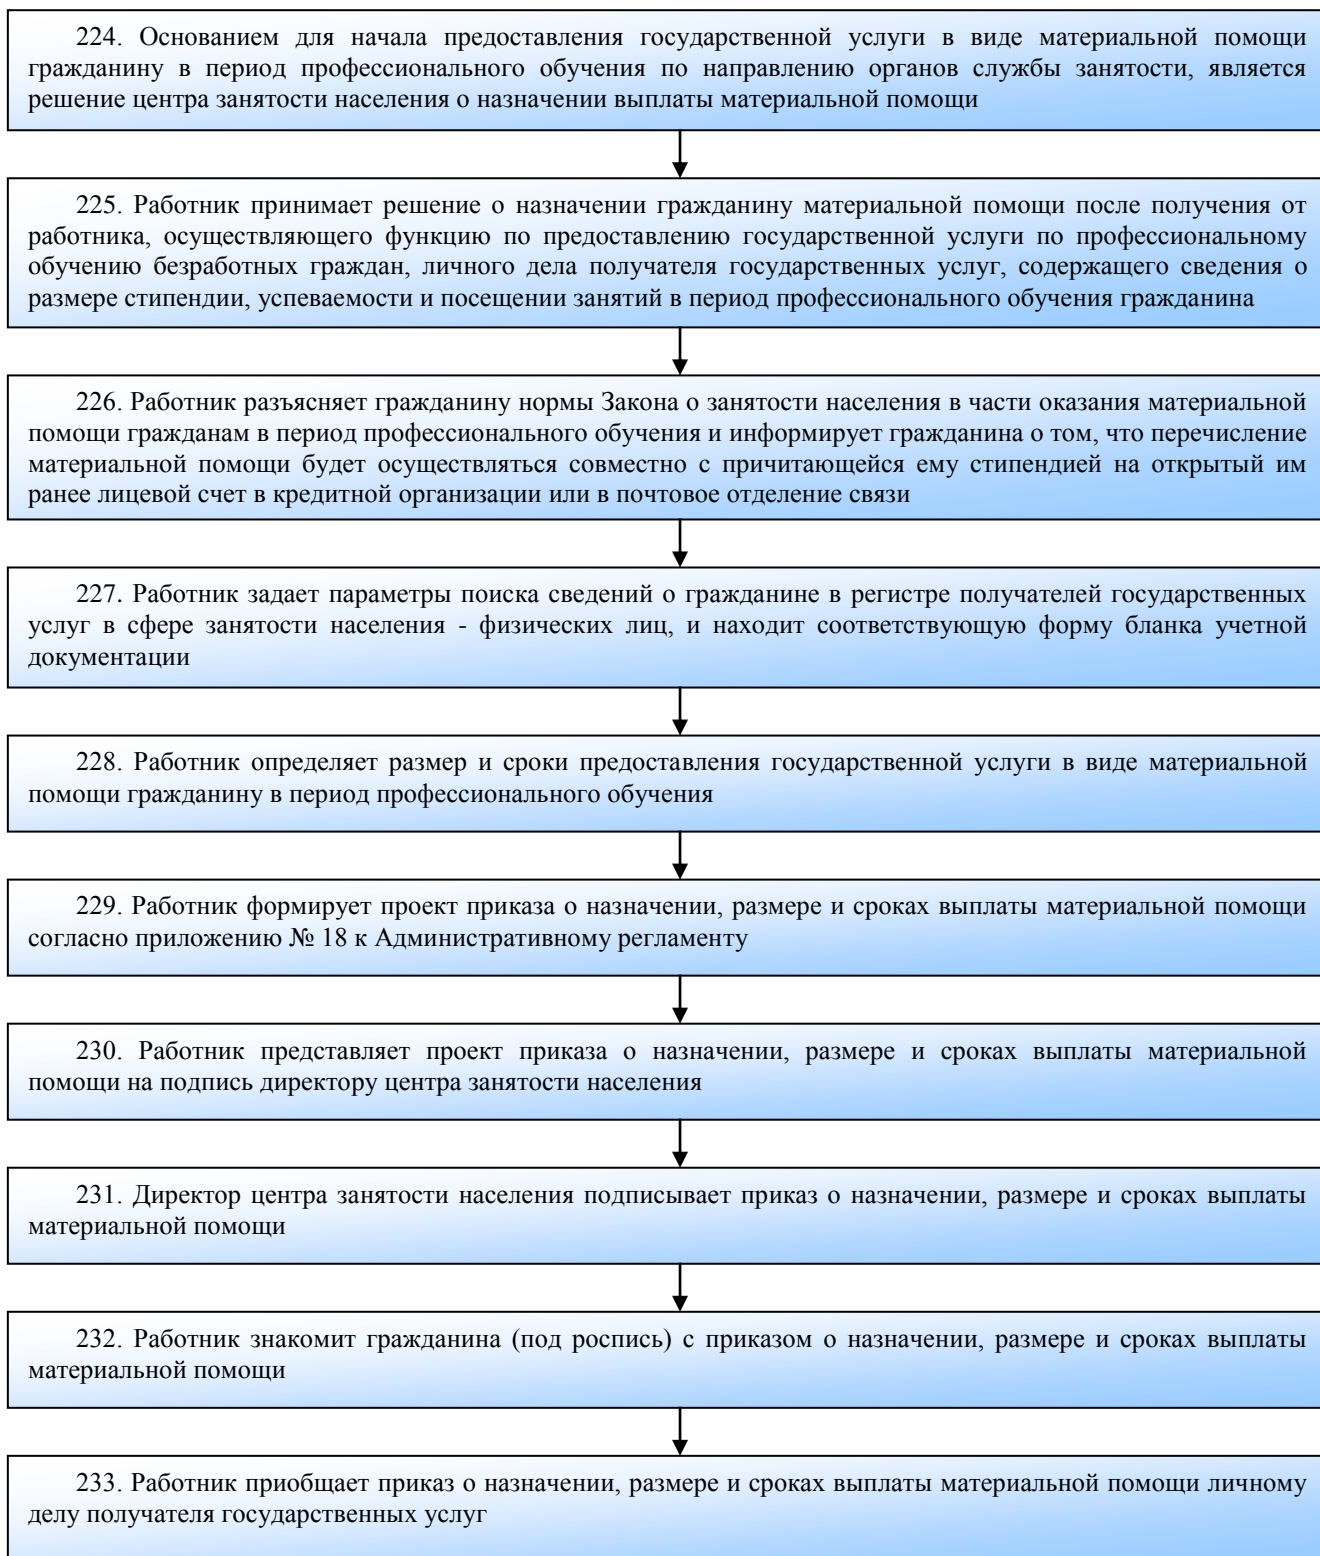 224. Основанием для начала предоставления государственной услуги в виде материальной помощи
гражданину в период профессионального обучения по направлению органов службы занятости, является
решение центра занятости населения о назначении выплаты материальной помощи
225. Работник принимает решение о назначении гражданину материальной помощи после получения от
работника, осуществляющего функцию по предоставлению государственной услуги по профессиональному
обучению безработных граждан, личного дела получателя государственных услуг, содержащего сведения о
размере стипендии, успеваемости и посещении занятий в период профессионального обучения гражданина
226. Работник разъясняет гражданину нормы Закона о занятости населения в части оказания материальной
помощи гражданам в период профессионального обучения и информирует гражданина о том, что перечисление
материальной помощи будет осуществляться совместно с причитающейся ему стипендией на открытый им
ранее лицевой счет в кредитной организации или в почтовое отделение связи
227. Работник задает параметры поиска сведений о гражданине в регистре получателей государственных
услуг в сфере занятости населения - физических лиц, и находит соответствующую форму бланка учетной
документации
228. Работник определяет размер и сроки предоставления государственной услуги в виде материальной
помощи гражданину в период профессионального обучения
229. Работник формирует проект приказа о назначении, размере и сроках выплаты материальной помощи
согласно приложению № 18 к Административному регламенту
230. Работник представляет проект приказа о назначении, размере и сроках выплаты материальной
помощи на подпись директору центра занятости населения
231. Директор центра занятости населения подписывает приказ о назначении, размере и сроках выплаты
материальной помощи
232. Работник знакомит гражданина (под роспись) с приказом о назначении, размере и сроках выплаты
материальной помощи
233. Работник приобщает приказ о назначении, размере и сроках выплаты материальной помощи личному
делу получателя государственных услуг